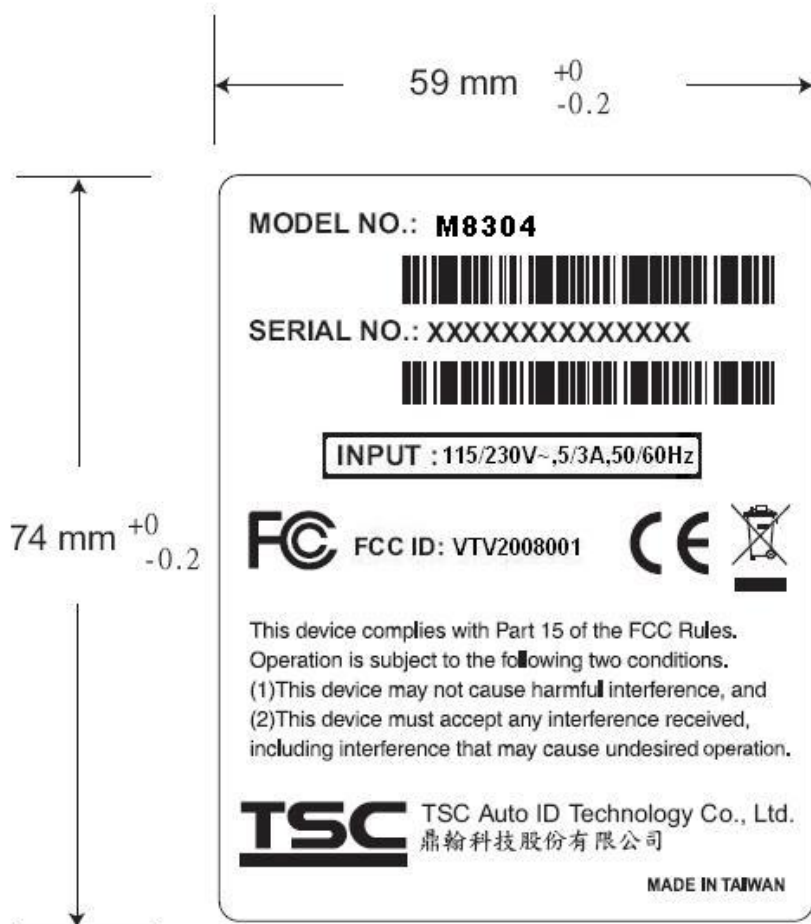 59 mm +0 -0.2
74 mm +0 -0.2
MODEL NO.: M8304
SERIAL NO.: XXXXXXXXXXXXXX
INPUT : 115/230V~,5/3A,50/60Hz
FC FCC ID: VTV2008001 CE
This device complies with Part 15 of the FCC Rules.
Operation is subject to the following two conditions.
(1)This device may not cause harmful interference, and
(2)This device must accept any interference received,
including interference that may cause undesired operation.
TSC TSC Auto ID Technology Co., Ltd.
鼎翰科技股份有限公司
MADE IN TAIWAN